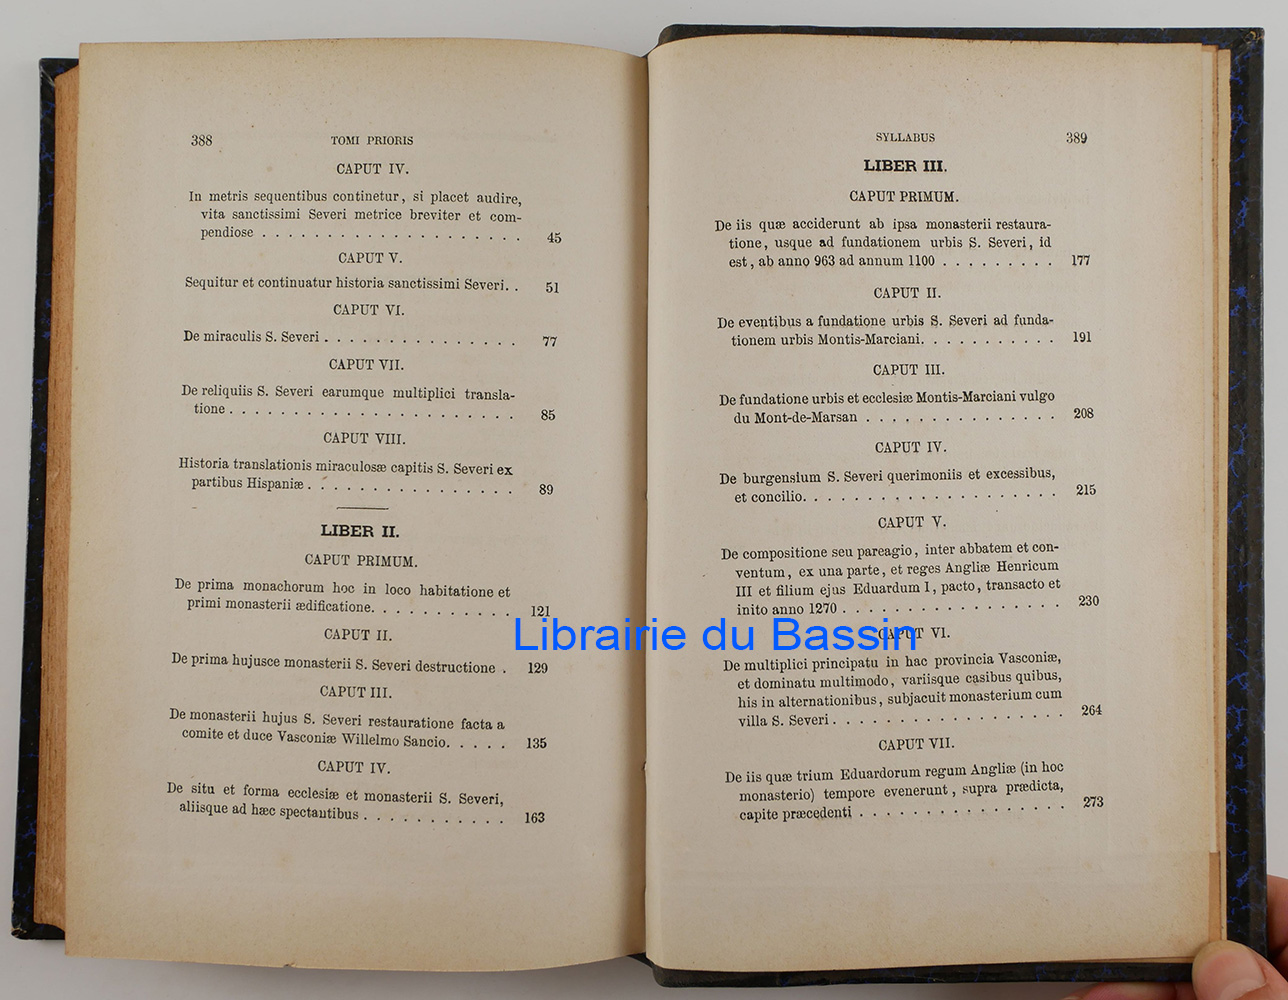 388 TOMI PRIORIS
CAPUT IV.
In metris sequentibus continetur, si placet audire,
vita sanctissimi Severi metrice breviter et com-
pendiose . . . . . . . . . . . . . . . . . . . . 45
CAPUT V.
Sequitur et continuatur historia sanctissimi Severi. . 51
CAPUT VI.
De miraculis S. Severi . . . . . . . . . . . . . . . 77
CAPUT VII.
De reliquiis S. Severi earumque multiplici transla-
tione . . . . . . . . . . . . . . . . . . . . . . 85
CAPUT VIII.
Historia translationis miraculosæ capitis S. Severi ex
partibus Hispaniæ . . . . . . . . . . . . . . . . 89
LIBER II.
CAPUT PRIMUM.
De prima monachorum hoc in loco habitatione et
primi monasterii ædificatione. . . . . . . . . . . 121
CAPUT II.
De prima hujusce monasterii S. Severi destructione . 129
CAPUT III.
De monasterii hujus S. Severi restauratione facta a
comite et duce Vasconiæ Willelmo Sancio. . . . . 135
CAPUT IV.
De situ et forma ecclesiæ et monasterii S. Severi,
aliisque ad hæc spectantibus . . . . . . . . . . . 163
SYLLABUS 389
LIBER III.
CAPUT PRIMUM.
De iis quæ acciderunt ab ipsa monasterii restaura-
tione, usque ad fundationem urbis S. Severi, id
est, ab anno 963 ad annum 1100 . . . . . . . . . 177
CAPUT II.
De eventibus a fundatione urbis S. Severi ad funda-
tionem urbis Montis-Marciani. . . . . . . . . . . 191
CAPUT III.
De fundatione urbis et ecclesiæ Montis-Marciani vulgo
du Mont-de-Marsan . . . . . . . . . . . . . . . 208
CAPUT IV.
De burgensium S. Severi querimoniis et excessibus,
et concilio. . . . . . . . . . . . . . . . . . . . 215
CAPUT V.
De compositione seu pareagio, inter abbatem et con-
ventum, ex una parte, et reges Angliæ Henricum
III et filium ejus Eduardum I, pacto, transacto et
inito anno 1270 . . . . . . . . . . . . . . . . . 230
Librairie du Bassin
CAPUT VI.
De multiplici principatu in hac provincia Vasconiæ,
et dominatu multimodo, variisque casibus quibus,
his in alternationibus, subjacuit monasterium cum
villa S. Severi . . . . . . . . . . . . . . . . . . 264
CAPUT VII.
De iis quæ trium Eduardorum regum Angliæ (in hoc
monasterio) tempore evenerunt, supra prædicta,
capite præcedenti . . . . . . . . . . . . . . . . 273